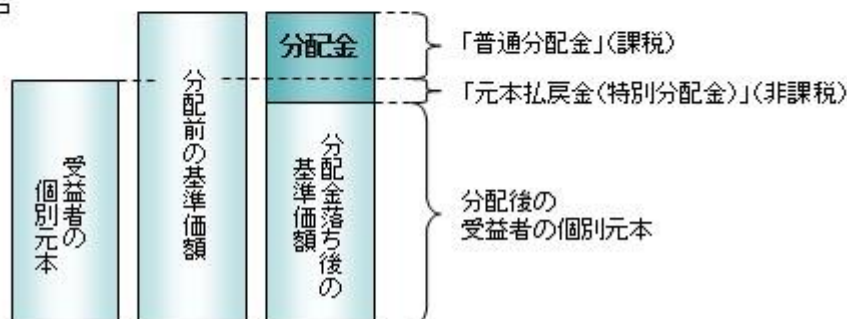 受益者の
個別元本
分配前の基準価額
分配金
分配金落ち後の
基準価額
「普通分配金」(課税)
「元本払戻金(特別分配金)」(非課税)
分配後の
受益者の個別元本